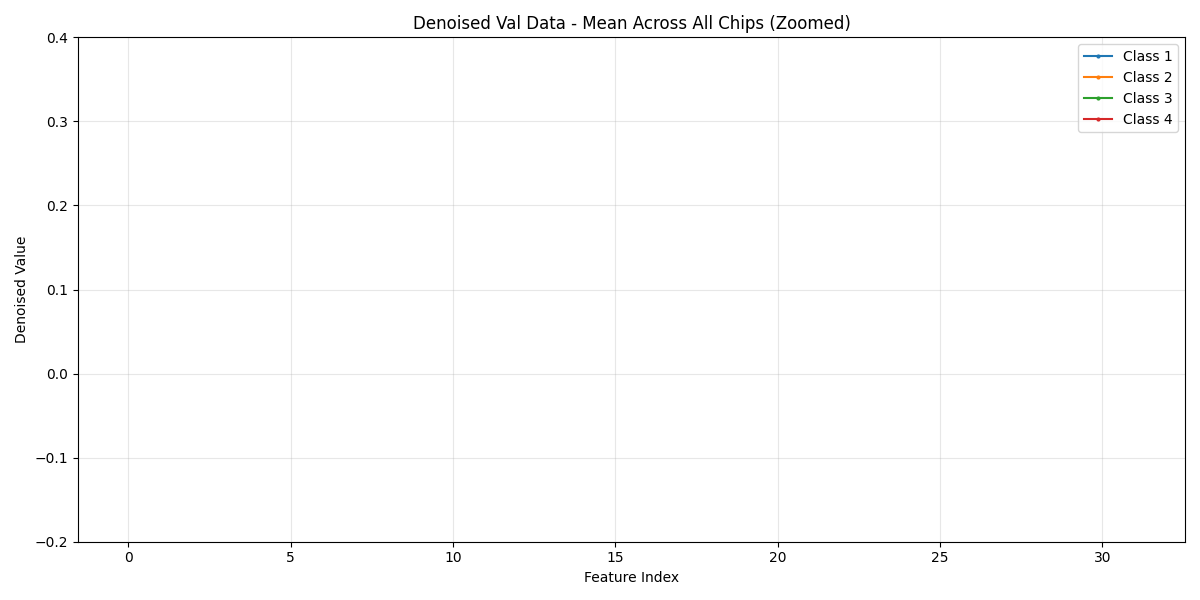 Denoised Val Data - Mean Across All Chips (Zoomed)
Class 1
Class 2
Class 3
Class 4
Denoised Value
0.4
0.3
0.2
0.1
0.0
−0.1
−0.2
0 5 10 15 20 25 30
Feature Index